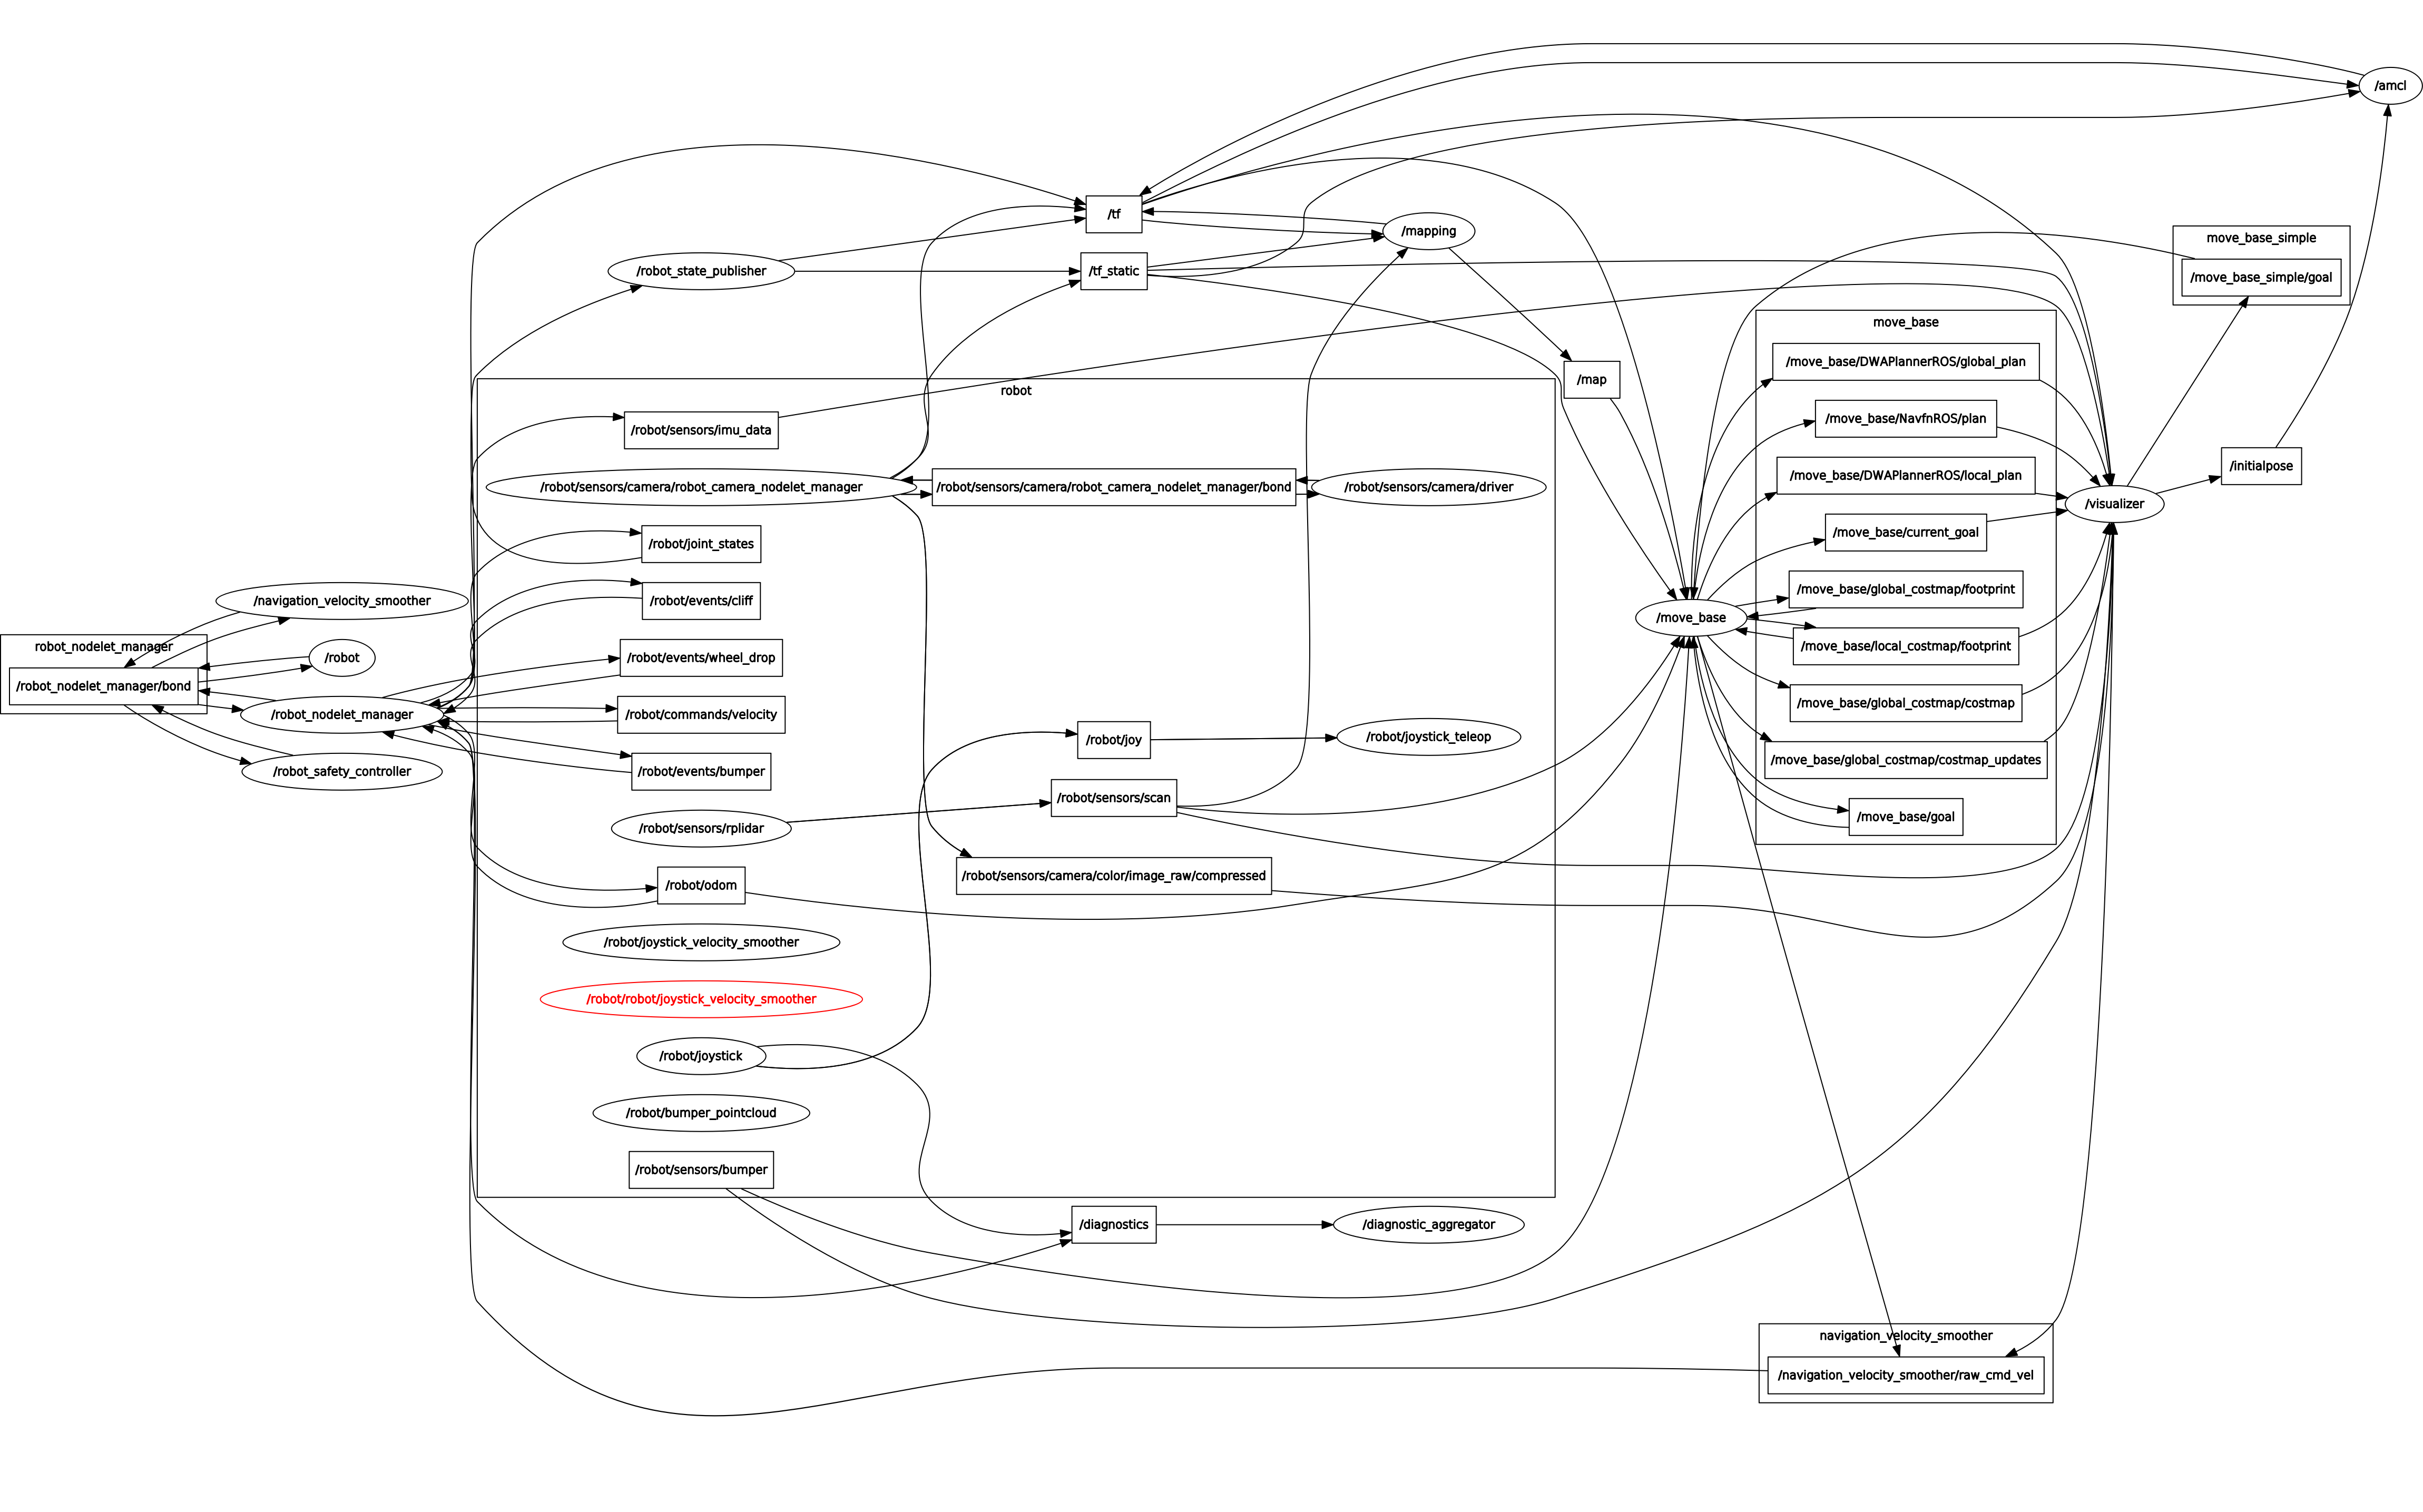 /amcl
/tf
/mapping
move_base_simple
/robot_state_publisher
/tf_static
/move_base_simple/goal
move_base
/move_base/DWAPlannerROS/global_plan
/map
robot
/move_base/NavfnROS/plan
/robot/sensors/imu_data
/initialpose
/move_base/DWAPlannerROS/local_plan
/robot/sensors/camera/robot_camera_nodelet_manager
/robot/sensors/camera/robot_camera_nodelet_manager/bond
/robot/sensors/camera/driver
/visualizer
/move_base/current_goal
/robot/joint_states
/move_base/global_costmap/footprint
/navigation_velocity_smoother
/robot/events/cliff
/move_base
robot_nodelet_manager
/move_base/local_costmap/footprint
/robot
/robot/events/wheel_drop
/robot_nodelet_manager/bond
/move_base/global_costmap/costmap
/robot_nodelet_manager
/robot/commands/velocity
/robot/joystick_teleop
/robot/joy
/move_base/global_costmap/costmap_updates
/robot_safety_controller
/robot/events/bumper
/robot/sensors/scan
/move_base/goal
/robot/sensors/rplidar
/robot/sensors/camera/color/image_raw/compressed
/robot/odom
/robot/joystick_velocity_smoother
/robot/robot/joystick_velocity_smoother
/robot/joystick
/robot/bumper_pointcloud
/robot/sensors/bumper
/diagnostics
/diagnostic_aggregator
navigation_velocity_smoother
/navigation_velocity_smoother/raw_cmd_vel